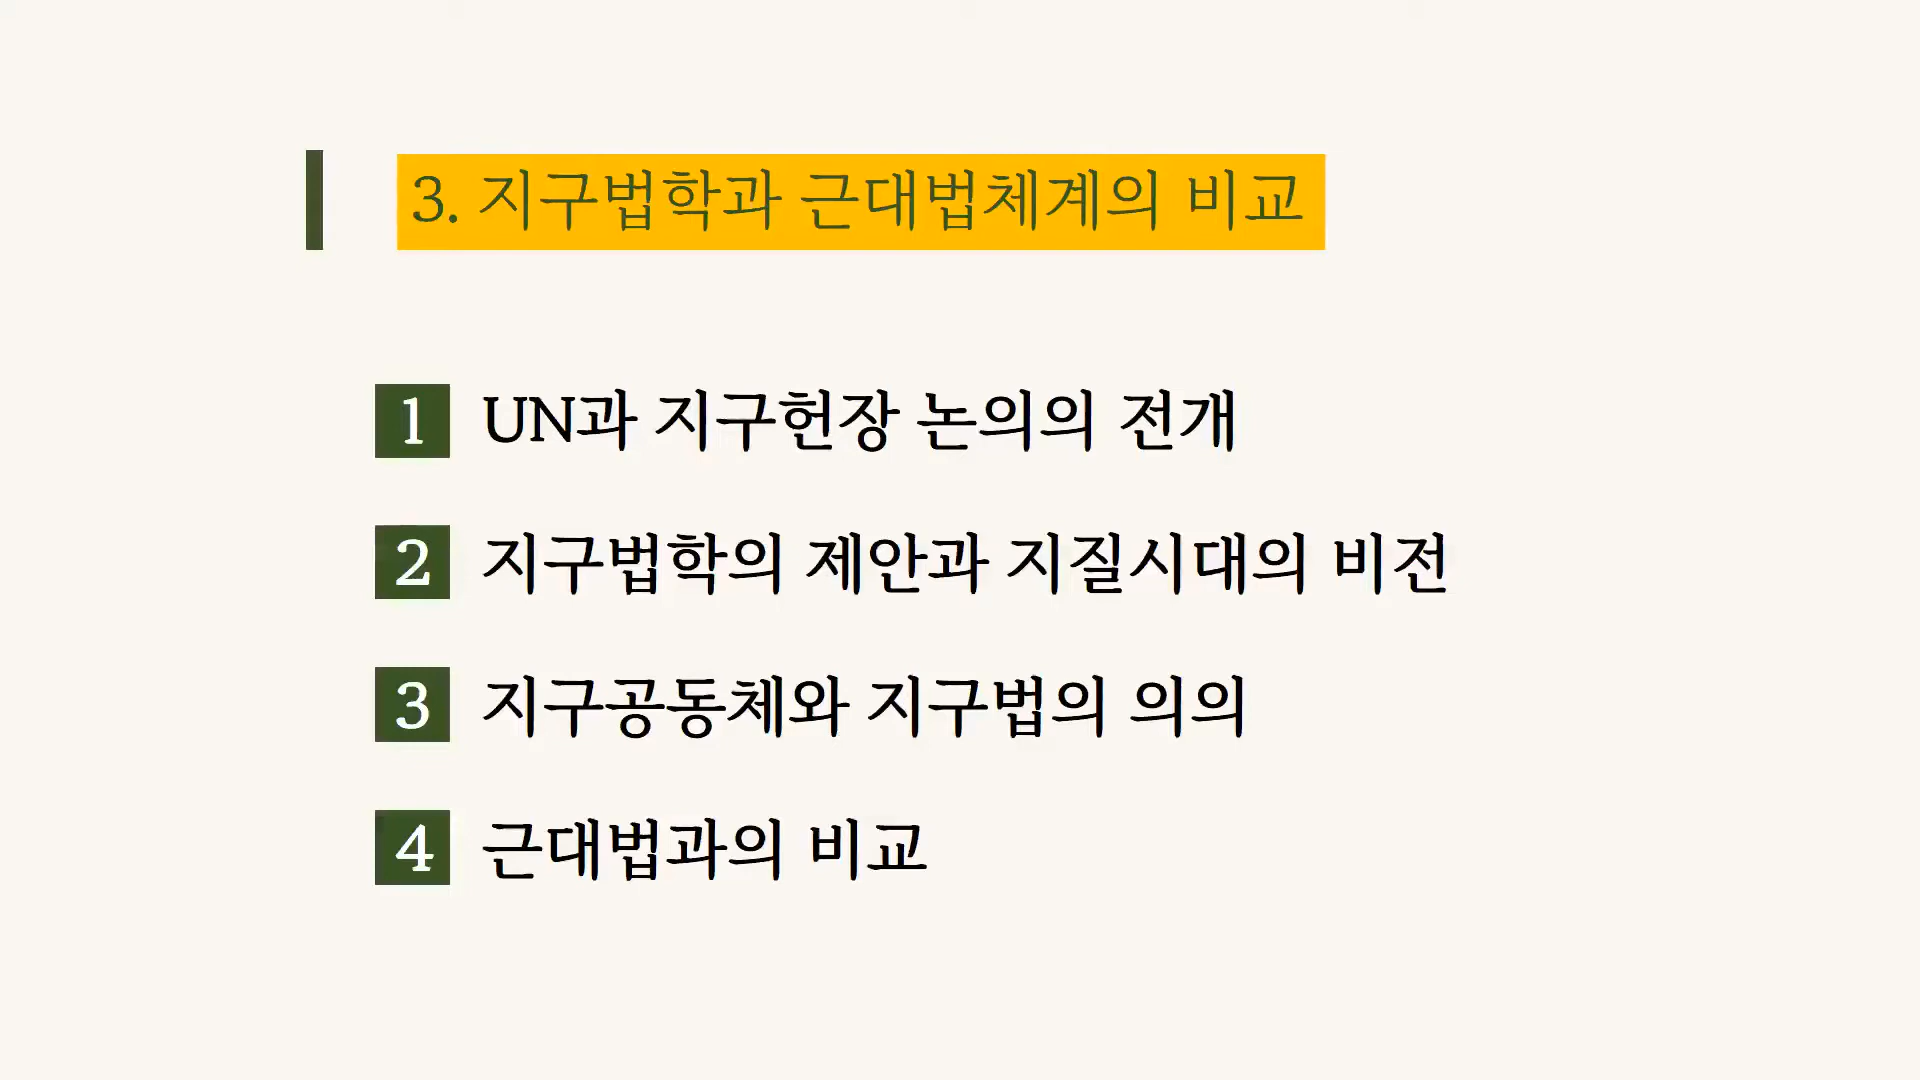 3. 지구법학과 근대법체계의 비교
1 UN과 지구헌장 논의의 전개
2 지구법학의 제안과 지질시대의 비전
3 지구공동체와 지구법의 의의
4 근대법과의 비교